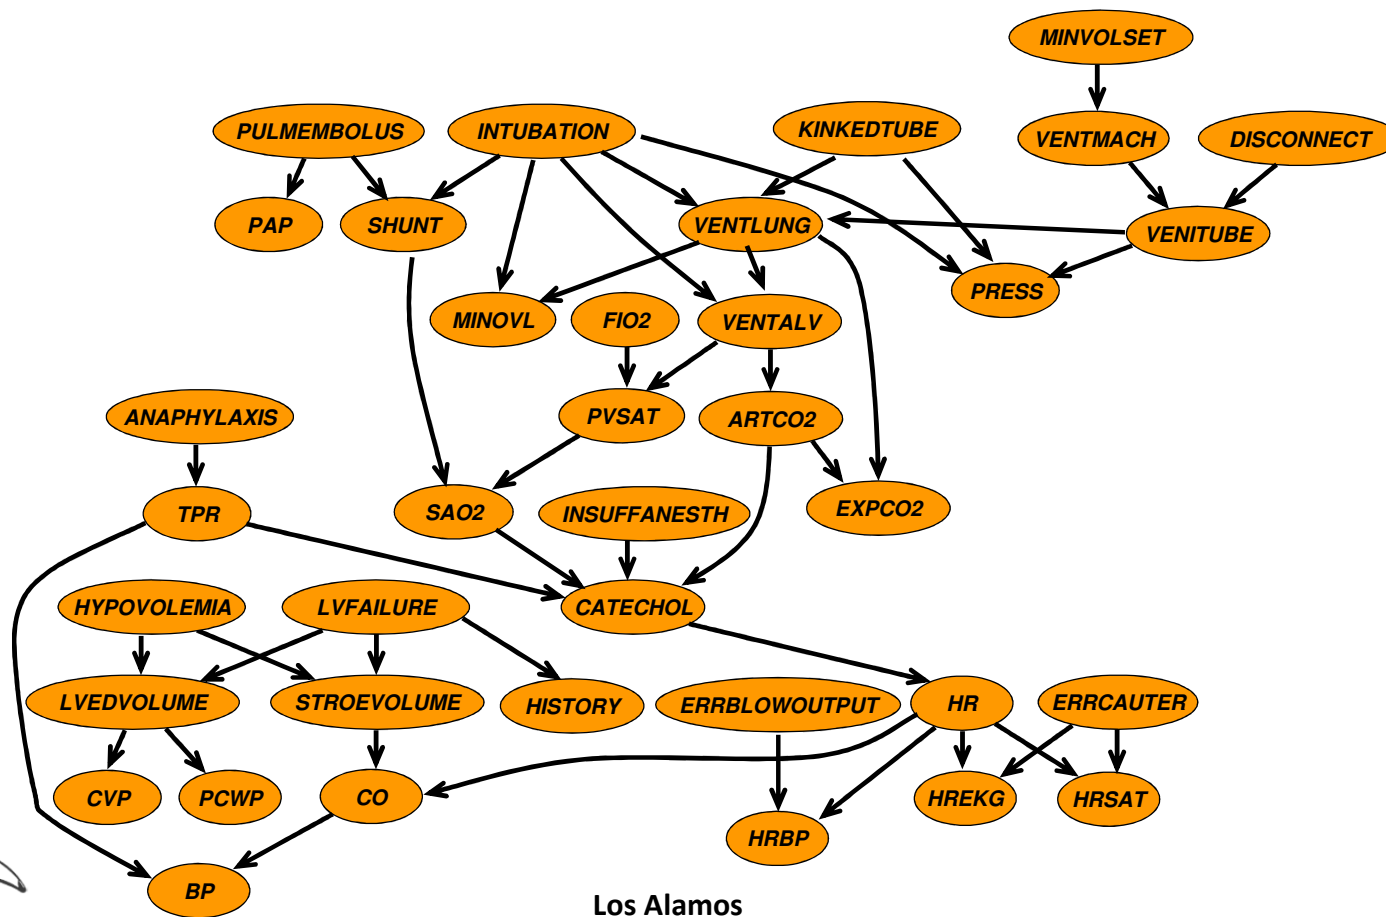 MINVOLSET
PULMEMBOLUS
INTUBATION
KINKEDTUBE
VENTMACH
DISCONNECT
PAP
SHUNT
VENTLUNG
VENITUBE
PRESS
MINOVL
FIO2
VENTALV
ANAPHYLAXIS
PVSAT
ARTCO2
TPR
SAO2
INSUFFANESTH
EXPCO2
HYPOVOLEMIA
LVFAILURE
CATECHOL
LVEDVOLUME
STROEVOLUME
HISTORY
ERRBLOWOUTPUT
HR
ERRCAUTER
CVP
PCWP
CO
HREKG
HRSAT
HRBP
BP
Los Alamos